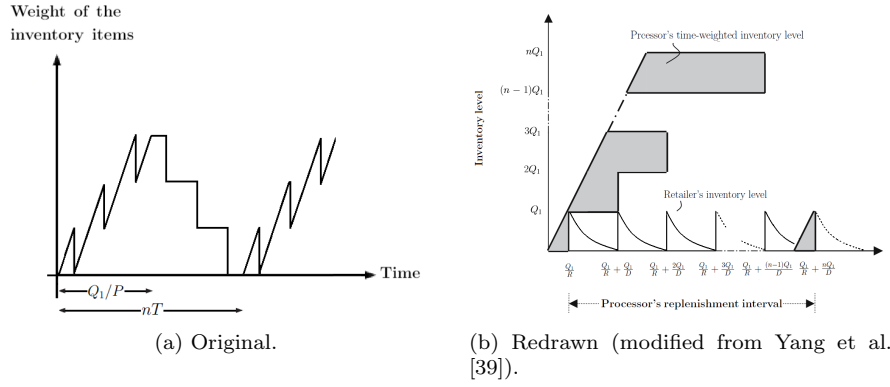 Weight of the
inventory items
Time
Q₁/P
nT
(a) Original.
Inventory level
nQ₁
(n − 1)Q₁
3Q₁
2Q₁
Q₁
Prcessor's time-weighted inventory level
Retailer's inventory level
Q₁/R
Q₁/R + Q₁/D
Q₁/R + 2Q₁/D
Q₁/R + 3Q₁/D
Q₁/R + (n−1)Q₁/D
Q₁/R + nQ₁/D
Processor's replenishment interval
(b) Redrawn (modified from Yang et al.
[39]).